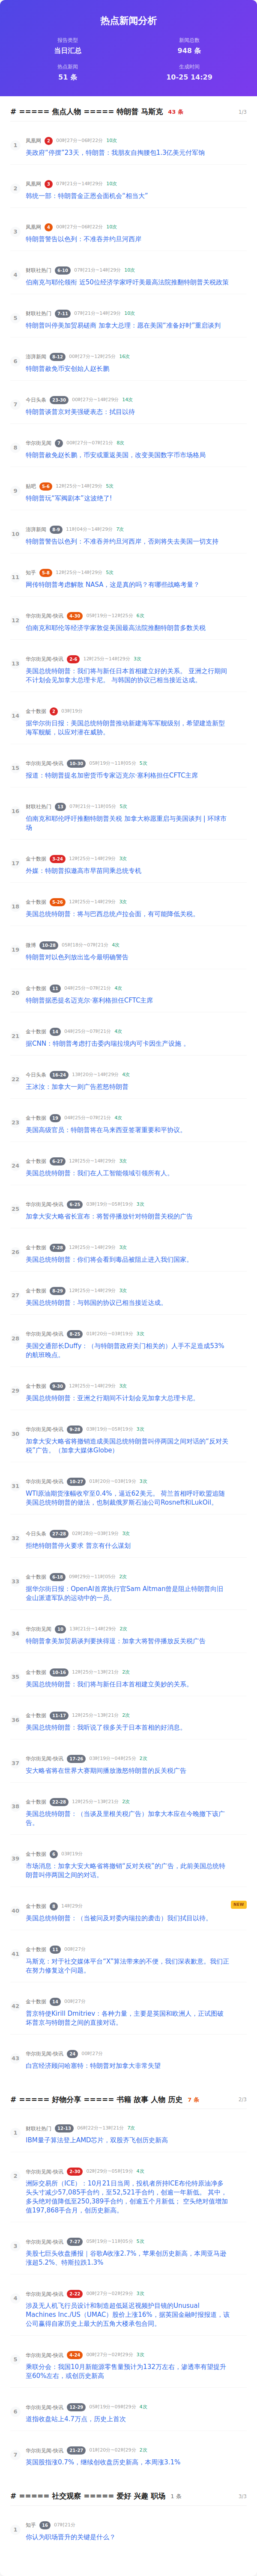 热点新闻分析
报告类型
当日汇总
新闻总数
948 条
热点新闻
51 条
生成时间
10-25 14:29
# ===== 焦点人物 ===== 特朗普 马斯克 43 条 1/3
1 凤凰网 00时27分~06时22分 10次
美政府“停摆”23天，特朗普：我朋友自掏腰包1.3亿美元付军饷
2 凤凰网 3 07时21分~14时29分 10次
韩统一部：特朗普金正恩会面机会“相当大”
3 凤凰网 00时27分~06时22分 10次
特朗普警告以色列：不准吞并约旦河西岸
4 财联社热门 6-10 07时21分~14时29分 10次
伯南克与耶伦领衔 近50位经济学家呼吁美最高法院推翻特朗普关税政策
5 财联社热门 7-11 07时21分~14时29分 10次
特朗普叫停美加贸易磋商 加拿大总理：愿在美国“准备好时”重启谈判
6 澎湃新闻 8-12 00时27分~12时25分 16次
特朗普赦免币安创始人赵长鹏
7 今日头条 23-30 00时27分~14时29分 14次
特朗普谈普京对美强硬表态：拭目以待
8 华尔街见闻 7 00时27分~07时21分 8次
特朗普赦免赵长鹏，币安或重返美国，改变美国数字币市场格局
9 贴吧 5-6 12时25分~14时29分 5次
特朗普玩“军阀剧本”这波绝了!
10 澎湃新闻 8-9 11时04分~14时29分 7次
特朗普警告以色列：不准吞并约旦河西岸，否则将失去美国一切支持
11 知乎 5-8 12时25分~14时29分 5次
网传特朗普考虑解散 NASA，这是真的吗？有哪些战略考量？
12 华尔街见闻-快讯 4-30 05时19分~12时25分 6次
伯南克和耶伦等经济学家敦促美国最高法院推翻特朗普多数关税
13 华尔街见闻-快讯 12时25分~14时29分 3次
美国总统特朗普：我们将与新任日本首相建立好的关系。 亚洲之行期间
不计划会见加拿大总理卡尼。 与韩国的协议已相当接近达成。
14 金十数据 2 03时19分
据华尔街日报：美国总统特朗普推动新建海军军舰级别，希望建造新型
海军舰艇，以应对潜在威胁。
15 华尔街见闻-快讯 10-30 05时19分~11时05分 5次
报道：特朗普提名加密货币专家迈克尔·塞利格担任CFTC主席
16 财联社热门 13 07时21分~11时05分 5次
伯南克和耶伦呼吁推翻特朗普关税 加拿大称愿重启与美国谈判 | 环球市
场
17 金十数据 3-24 12时25分~14时29分 3次
外媒：特朗普拟邀高市早苗同乘总统专机
18 金十数据 5-26 12时25分~14时29分 3次
美国总统特朗普：将与巴西总统卢拉会面，有可能降低关税。
19 微博 10-28 05时19分~07时21分 4次
特朗普对以色列放出迄今最明确警告
20 金十数据 11 04时25分~07时21分 4次
特朗普据悉提名迈克尔·塞利格担任CFTC主席
21 金十数据 14 04时25分~07时21分 4次
据CNN：特朗普考虑打击委内瑞拉境内可卡因生产设施 。
22 今日头条 16-24 13时20分~14时29分 4次
王冰汝：加拿大一则广告惹怒特朗普
23 金十数据 19 04时25分~07时21分 4次
美国高级官员：特朗普将在马来西亚签署重要和平协议。
24 金十数据 6-27 12时25分~14时29分 3次
美国总统特朗普：我们在人工智能领域引领所有人。
25 华尔街见闻-快讯 6-25 03时19分~05时19分 3次
加拿大安大略省长宣布：将暂停播放针对特朗普关税的广告
26 金十数据 7-28 12时25分~14时29分 3次
美国总统特朗普：你们将会看到毒品被阻止进入我们国家。
27 金十数据 8-29 12时25分~14时29分 3次
美国总统特朗普：与韩国的协议已相当接近达成。
28 华尔街见闻-快讯 8-25 01时20分~03时19分 3次
美国交通部长Duffy：（与特朗普政府关门相关的）人手不足造成53%
的航班晚点。
29 金十数据 9-30 12时25分~14时29分 3次
美国总统特朗普：亚洲之行期间不计划会见加拿大总理卡尼。
30 华尔街见闻-快讯 9-28 03时19分~05时19分 3次
加拿大安大略省将撤销造成美国总统特朗普叫停两国之间对话的“反对关
税”广告。（加拿大媒体Globe）
31 华尔街见闻-快讯 10-27 01时20分~03时19分 3次
WTI原油期货涨幅收窄至0.4%，逼近62美元。 荷兰首相呼吁欧盟追随
美国总统特朗普的做法，也制裁俄罗斯石油公司Rosneft和LukOil。
32 今日头条 27-28 01时20分~03时19分 3次
拒绝特朗普停火要求 普京有什么谋划
33 金十数据 6-18 09时19分~11时05分 2次
据华尔街日报：OpenAI首席执行官Sam Altman曾是阻止特朗普向旧
金山派遣军队的运动中的一员。
34 华尔街见闻 10 13时21分~14时29分 2次
特朗普拿美加贸易谈判要挟得逞：加拿大将暂停播放反关税广告
35 金十数据 10-16 12时25分~13时21分 2次
美国总统特朗普：我们将与新任日本首相建立美妙的关系。
36 金十数据 11-17 12时25分~13时21分 2次
美国总统特朗普：我听说了很多关于日本首相的好消息。
37 华尔街见闻-快讯 17-26 03时19分~04时25分 2次
安大略省将在世界大赛期间播放激怒特朗普的反关税广告
38 金十数据 22-28 12时25分~13时21分 2次
美国总统特朗普：（当谈及里根关税广告）加拿大本应在今晚撤下该广
告。
39 金十数据 03时19分
市场消息：加拿大安大略省将撤销“反对关税”的广告，此前美国总统特
朗普叫停两国之间的对话。
40 金十数据 14时29分 NEW
美国总统特朗普：（当被问及对委内瑞拉的袭击）我们拭目以待。
41 金十数据 11 00时27分
马斯克：对于社交媒体平台“X”算法带来的不便，我们深表歉意。我们正
在努力修复这个问题。
42 金十数据 00时27分
普京特使Kirill Dmitriev：各种力量，主要是英国和欧洲人，正试图破
坏普京与特朗普之间的直接对话。
43 华尔街见闻-快讯 24 00时27分
白宫经济顾问哈塞特：特朗普对加拿大非常失望
# ===== 好物分享 ===== 书籍 故事 人物 历史 7 条 2/3
1 财联社热门 12-13 06时22分~13时21分 7次
IBM量子算法登上AMD芯片，双股齐飞创历史新高
2 华尔街见闻-快讯 2-30 02时29分~05时19分 4次
洲际交易所（ICE）：10月21日当周，投机者所持ICE布伦特原油净多
头头寸减少57,085手合约，至52,521手合约，创逾一年新低。 其中，
多头绝对值降低至250,389手合约，创逾五个月新低； 空头绝对值增加
值197,868手合月，创历史新高。
3 华尔街见闻-快讯 7-27 05时19分~11时05分 5次
美股七巨头收盘播报｜谷歌A收涨2.7%，苹果创历史新高，本周亚马逊
涨超5.2%、特斯拉跌1.3%
4 华尔街见闻-快讯 2-22 00时27分~02时29分 3次
涉及无人机飞行员设计和制造超低延迟视频护目镜的Unusual
Machines Inc./US（UMAC）股价上涨16%，据英国金融时报报道，该
公司赢得自家历史上最大的五角大楼承包合同。
5 华尔街见闻-快讯 4-24 00时27分~02时29分 3次
乘联分会：我国10月新能源零售量预计为132万左右，渗透率有望提升
至60%左右，或创历史新高
6 华尔街见闻-快讯 12-29 05时19分~09时19分 4次
道指收盘站上4.7万点，历史上首次
7 华尔街见闻-快讯 21-27 01时20分~02时29分 2次
英国股指涨0.7%，继续创收盘历史新高，本周涨3.1%
# ===== 社交观察 ===== 爱好 兴趣 职场 1 条 3/3
1 知乎 16 07时21分
你认为职场晋升的关键是什么？